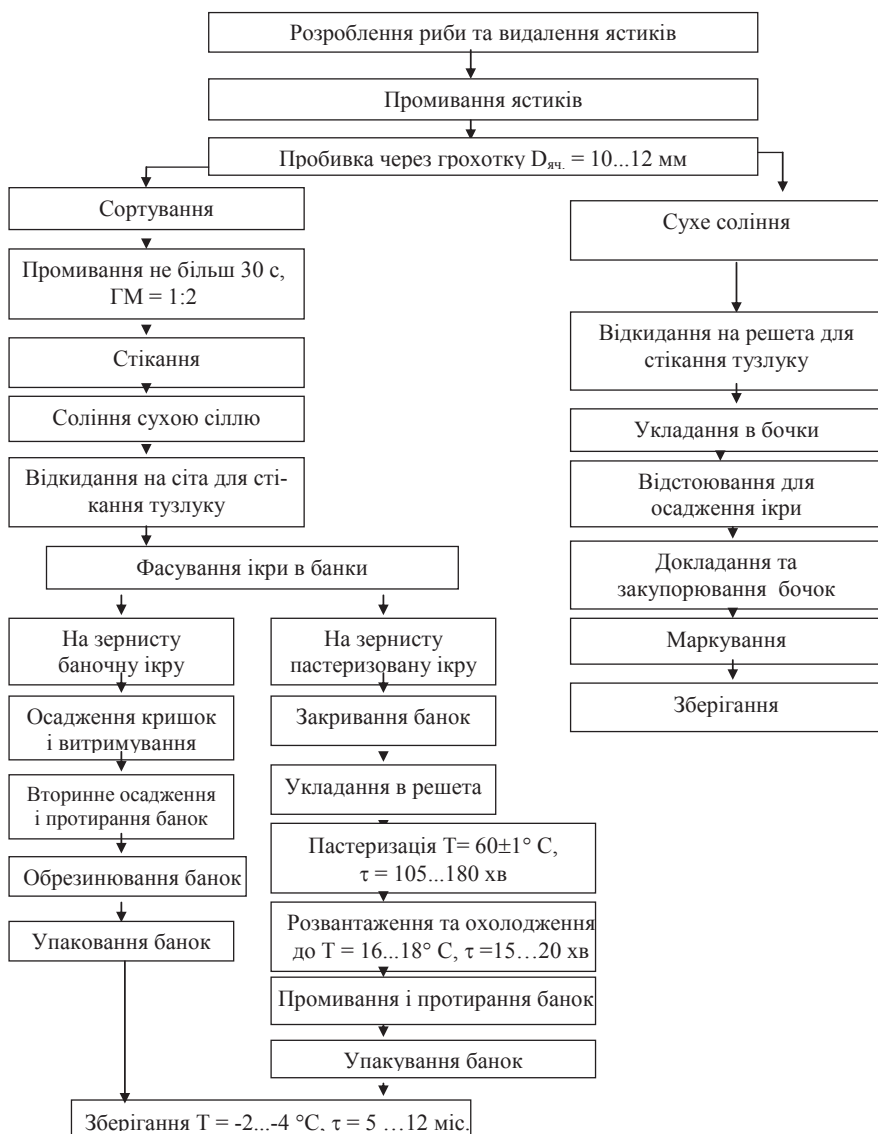 Розроблення риби та видалення ястиків
Промивання ястиків
Пробивка через грохотку Dяч. = 10...12 мм
Сортування
Промивання не більш 30 с,
ГМ = 1:2
Стікання
Соління сухою сіллю
Відкидання на сіта для сті-
кання тузлуку
Фасування ікри в банки
На зернисту
баночну ікру
Осадження кришок
і витримування
Вторинне осадження
і протирання банок
Обрезинювання банок
Упаковання банок
На зернисту
пастеризовану ікру
Закривання банок
Укладання в решета
Пастеризація Т= 60±1° С,
τ = 105...180 хв
Розвантаження та охолодження
до Т = 16...18° С, τ =15…20 хв
Промивання і протирання банок
Упакування банок
Зберігання Т = -2...-4 °С, τ = 5 …12 міс.
Сухе соління
Відкидання на решета для
стікання тузлуку
Укладання в бочки
Відстоювання для
осадження ікри
Докладання та
закупорювання бочок
Маркування
Зберігання